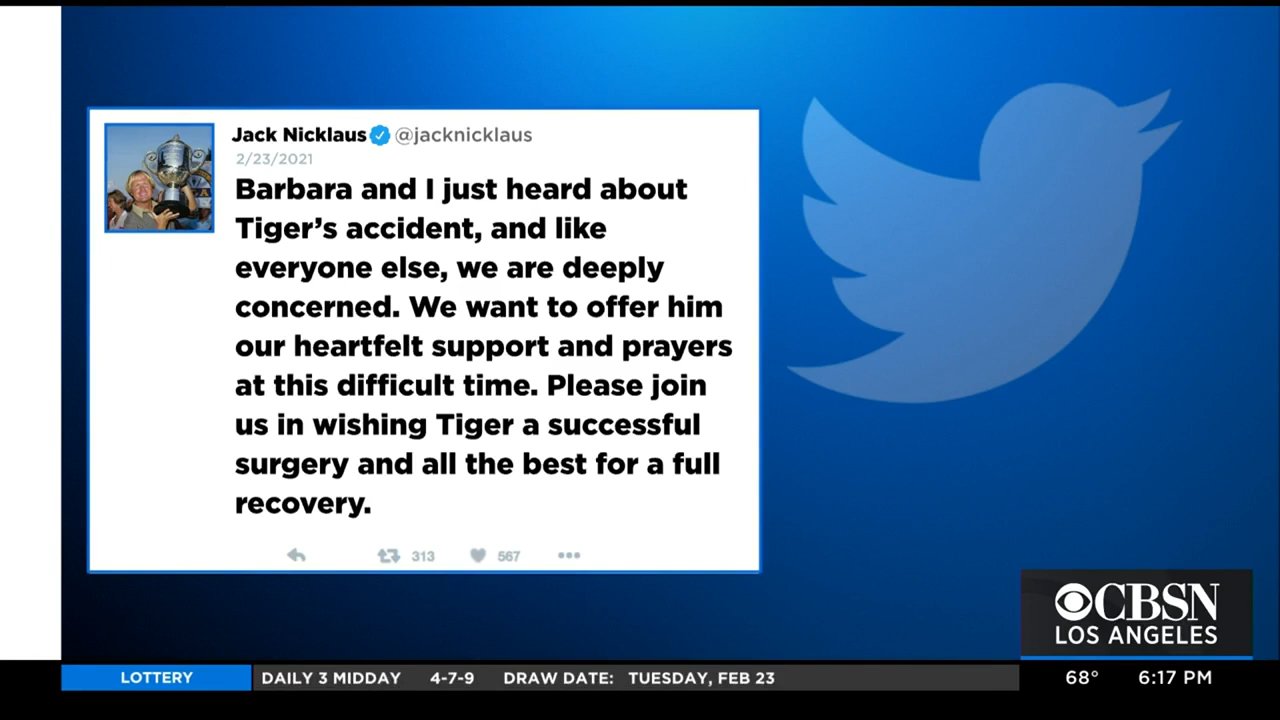 Jack Nicklaus @jacknicklaus
2/23/2021
Barbara and I just heard about
Tiger’s accident, and like
everyone else, we are deeply
concerned. We want to offer him
our heartfelt support and prayers
at this difficult time. Please join
us in wishing Tiger a successful
surgery and all the best for a full
recovery.
313 567
CBSN
LOS ANGELES
LOTTERY DAILY 3 MIDDAY 4-7-9 DRAW DATE: TUESDAY, FEB 23 68° 6:17 PM